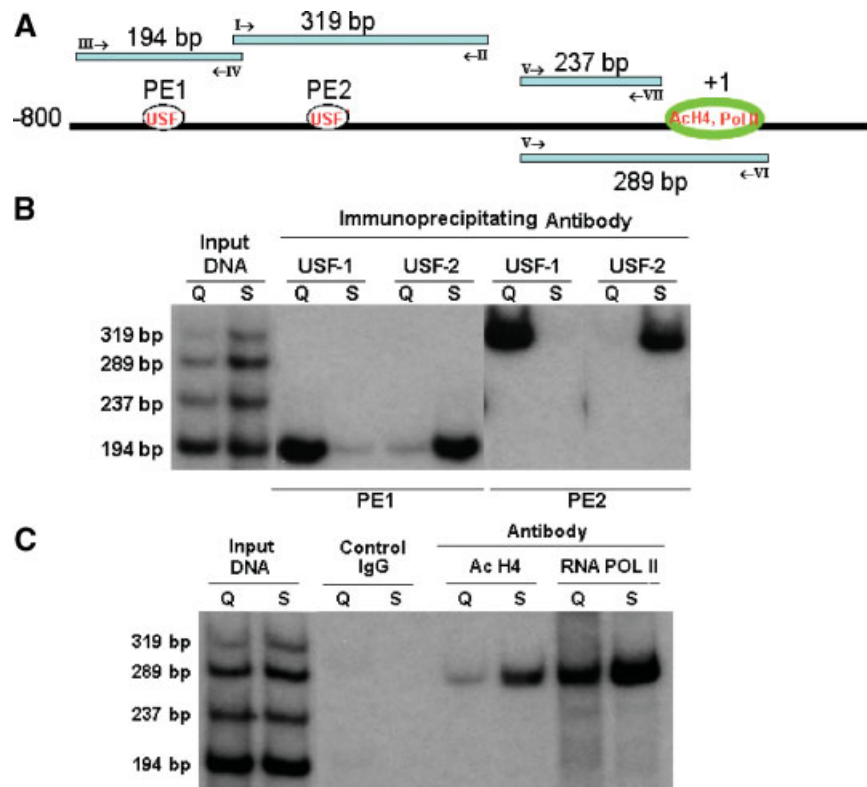 A
III→ 194 bp ←IV
I→ 319 bp ←II
V→ 237 bp ←VII
PE1 PE2 +1
-800 USF USF AcH4, Pol II
V→ 289 bp ←VI
B
Immunoprecipitating Antibody
Input DNA USF-1 USF-2 USF-1 USF-2
Q S Q S Q S Q S Q S
319 bp
289 bp
237 bp
194 bp
PE1 PE2
C
Antibody
Input DNA Control IgG Ac H4 RNA POL II
Q S Q S Q S Q S
319 bp
289 bp
237 bp
194 bp